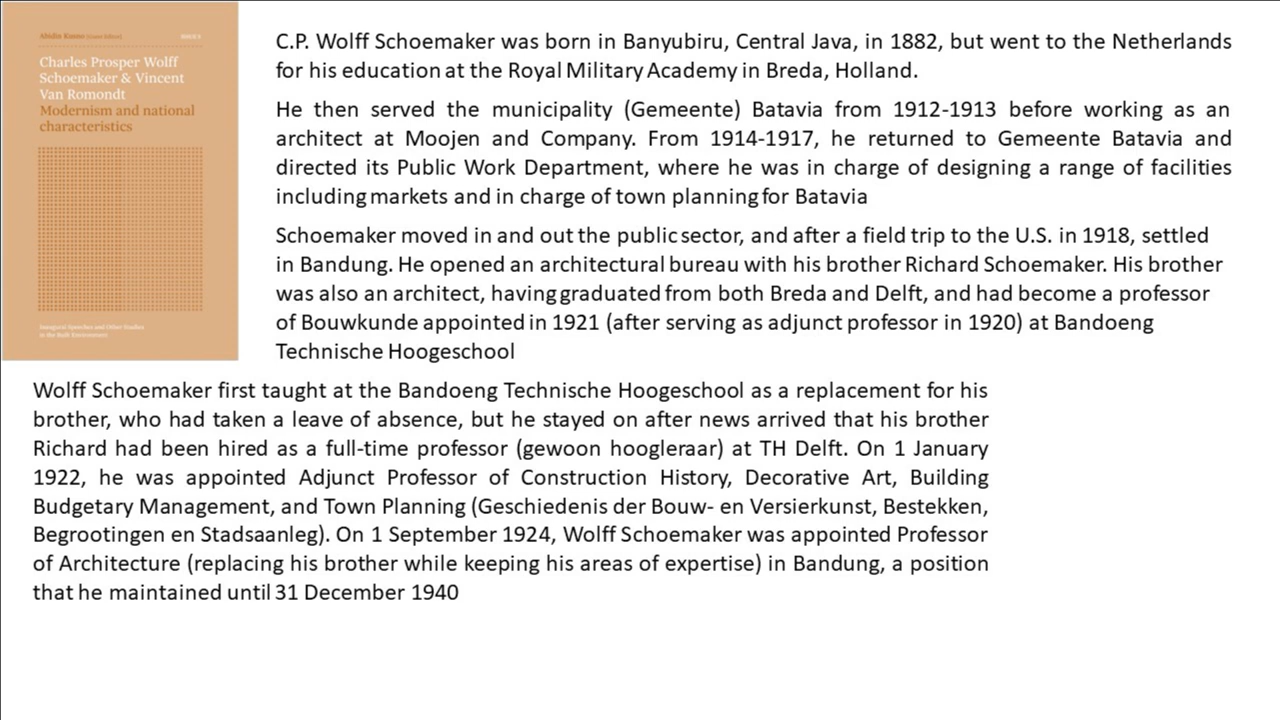 Abidin Kusno (Guest Editor)
ISSUE 5
Charles Prosper Wolff
Schoemaker & Vincent
Van Romondt
Modernism and national
characteristics
Inaugural Speeches and Other Studies
in the Built Environment
C.P. Wolff Schoemaker was born in Banyubiru, Central Java, in 1882, but went to the Netherlands
for his education at the Royal Military Academy in Breda, Holland.
He then served the municipality (Gemeente) Batavia from 1912-1913 before working as an
architect at Moojen and Company. From 1914-1917, he returned to Gemeente Batavia and
directed its Public Work Department, where he was in charge of designing a range of facilities
including markets and in charge of town planning for Batavia
Schoemaker moved in and out the public sector, and after a field trip to the U.S. in 1918, settled
in Bandung. He opened an architectural bureau with his brother Richard Schoemaker. His brother
was also an architect, having graduated from both Breda and Delft, and had become a professor
of Bouwkunde appointed in 1921 (after serving as adjunct professor in 1920) at Bandoeng
Technische Hoogeschool
Wolff Schoemaker first taught at the Bandoeng Technische Hoogeschool as a replacement for his
brother, who had taken a leave of absence, but he stayed on after news arrived that his brother
Richard had been hired as a full-time professor (gewoon hoogleraar) at TH Delft. On 1 January
1922, he was appointed Adjunct Professor of Construction History, Decorative Art, Building
Budgetary Management, and Town Planning (Geschiedenis der Bouw- en Versierkunst, Bestekken,
Begrootingen en Stadsaanleg). On 1 September 1924, Wolff Schoemaker was appointed Professor
of Architecture (replacing his brother while keeping his areas of expertise) in Bandung, a position
that he maintained until 31 December 1940